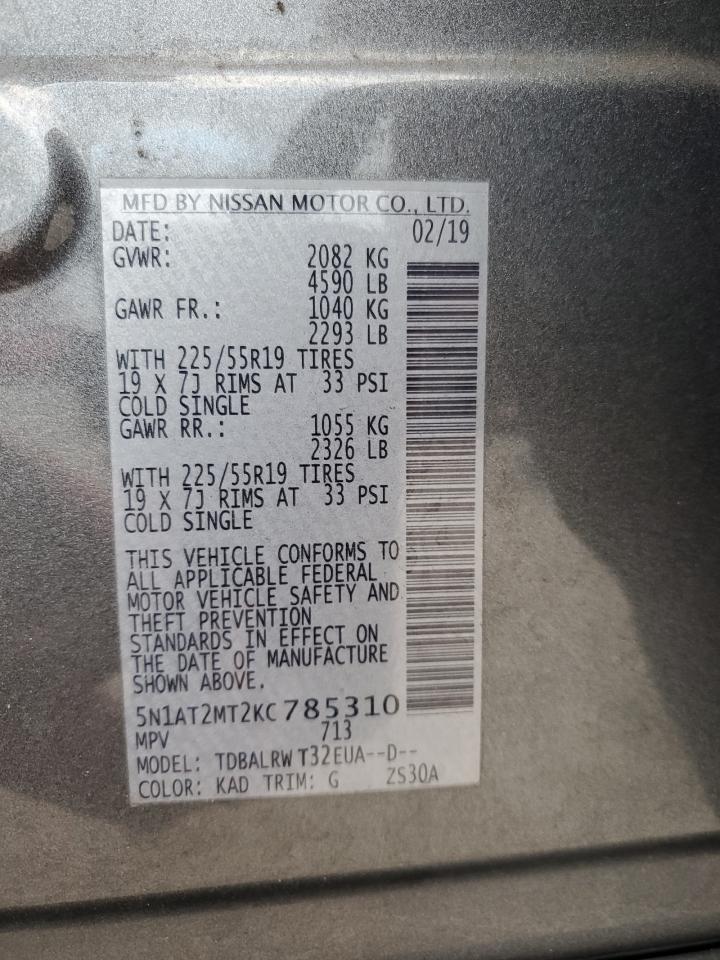 MFD BY NISSAN MOTOR CO., LTD.
DATE: 02/19
GVWR: 2082 KG
4590 LB
GAWR FR.: 1040 KG
2293 LB
WITH 225/55R19 TIRES
19 X 7J RIMS AT 33 PSI
COLD SINGLE
GAWR RR.: 1055 KG
2326 LB
WITH 225/55R19 TIRES
19 X 7J RIMS AT 33 PSI
COLD SINGLE
THIS VEHICLE CONFORMS TO
ALL APPLICABLE FEDERAL
MOTOR VEHICLE SAFETY AND
THEFT PREVENTION
STANDARDS IN EFFECT ON
THE DATE OF MANUFACTURE
SHOWN ABOVE.
5N1AT2MT2KC785310
MPV 713
MODEL: TDBALRW T32EUA--D--
COLOR: KAD TRIM: G ZS30A